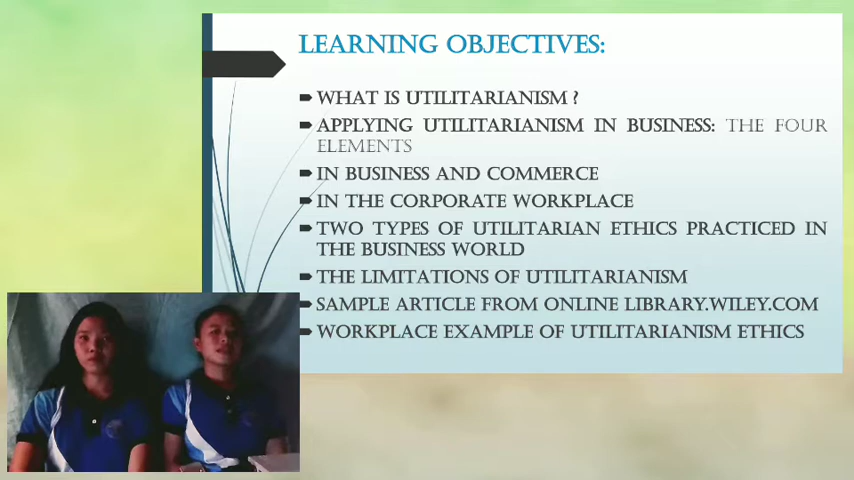 LEARNING OBJECTIVES:
WHAT IS UTILITARIANISM ?
APPLYING UTILITARIANISM IN BUSINESS: THE FOUR
ELEMENTS
IN BUSINESS AND COMMERCE
IN THE CORPORATE WORKPLACE
TWO TYPES OF UTILITARIAN ETHICS PRACTICED IN
THE BUSINESS WORLD
THE LIMITATIONS OF UTILITARIANISM
SAMPLE ARTICLE FROM ONLINE LIBRARY.WILEY.COM
WORKPLACE EXAMPLE OF UTILITARIANISM ETHICS